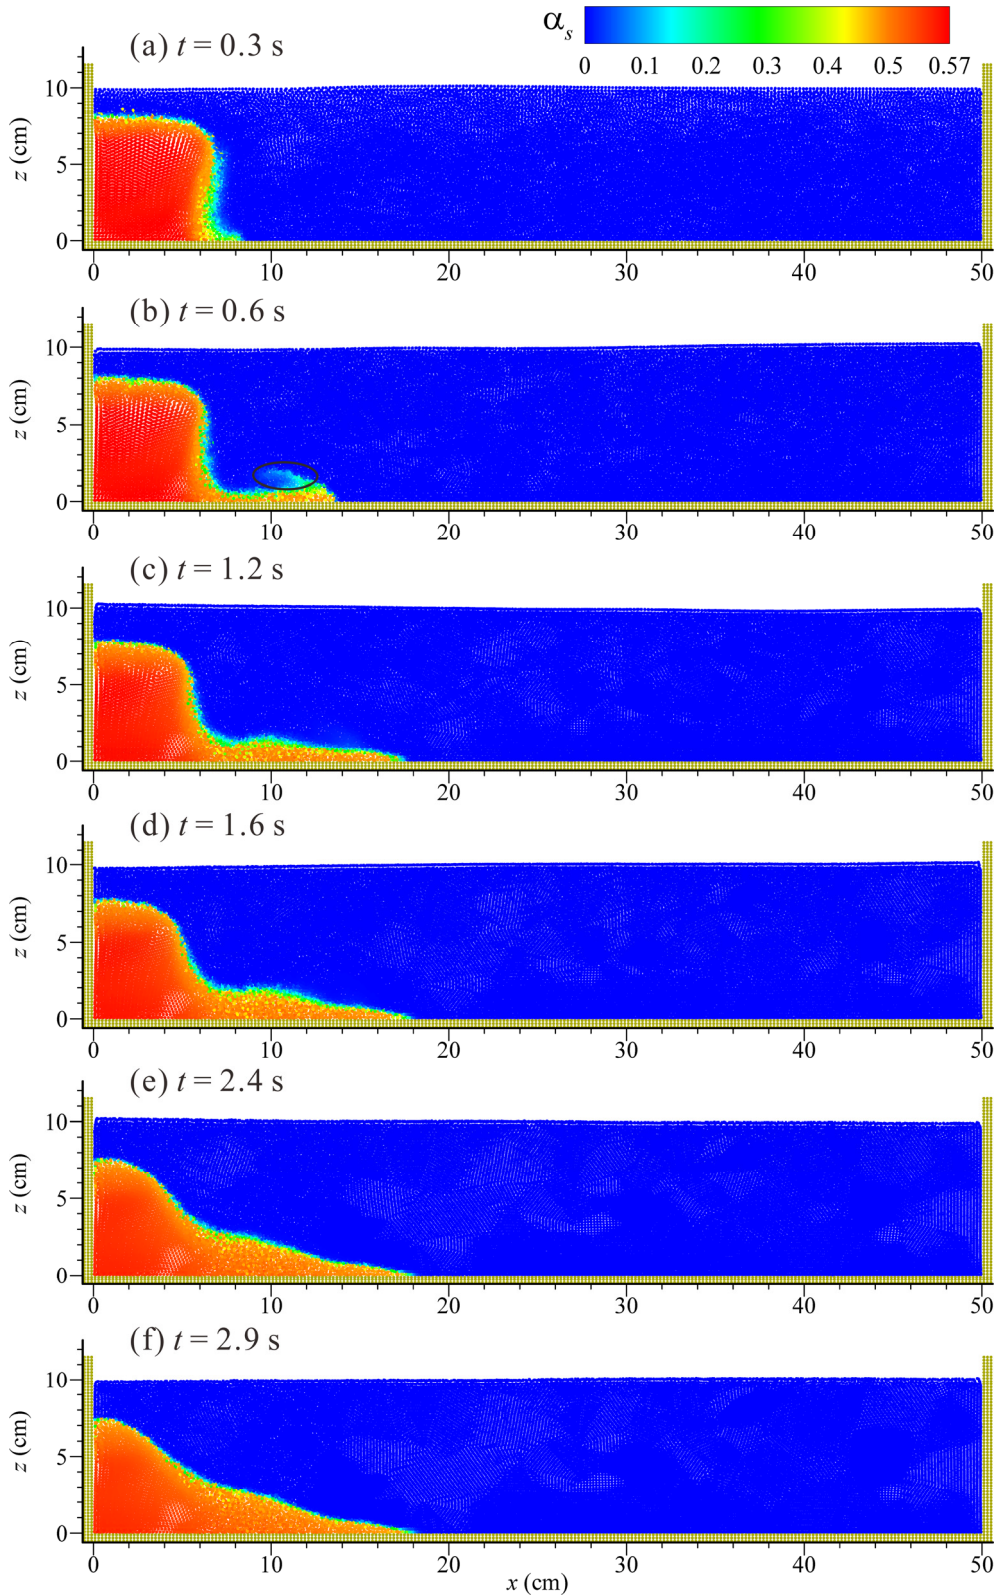 α_s
0 0.1 0.2 0.3 0.4 0.5 0.57
(a) t = 0.3 s
10
5
0
z (cm)
0 10 20 30 40 50
(b) t = 0.6 s
10
5
0
z (cm)
0 10 20 30 40 50
(c) t = 1.2 s
10
5
0
z (cm)
0 10 20 30 40 50
(d) t = 1.6 s
10
5
0
z (cm)
0 10 20 30 40 50
(e) t = 2.4 s
10
5
0
z (cm)
0 10 20 30 40 50
(f) t = 2.9 s
10
5
0
z (cm)
0 10 20 30 40 50
x (cm)